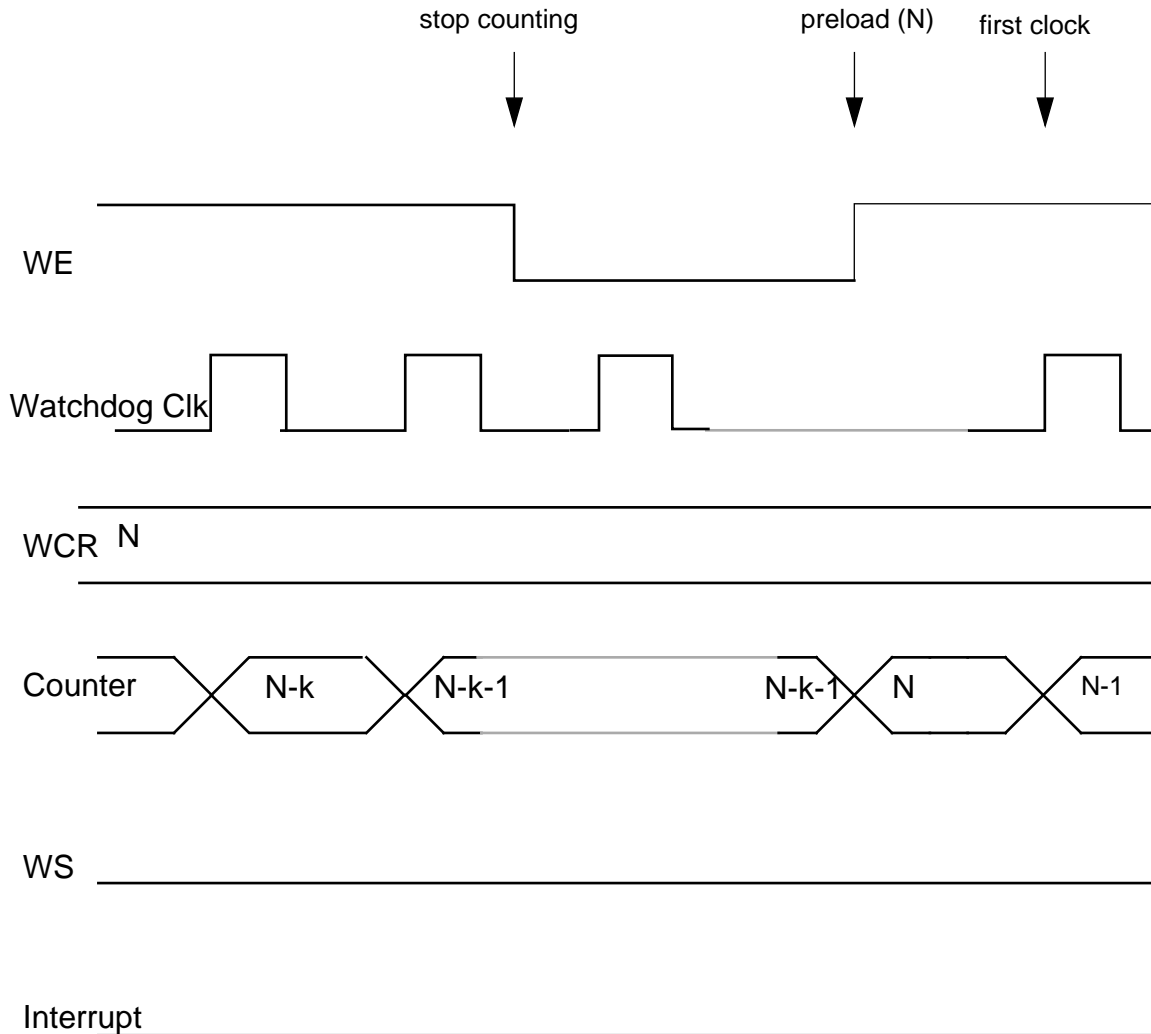 stop counting
preload (N)
first clock
WE
Watchdog Clk
WCR N
Counter N-k N-k-1 N-k-1 N N-1
WS
Interrupt